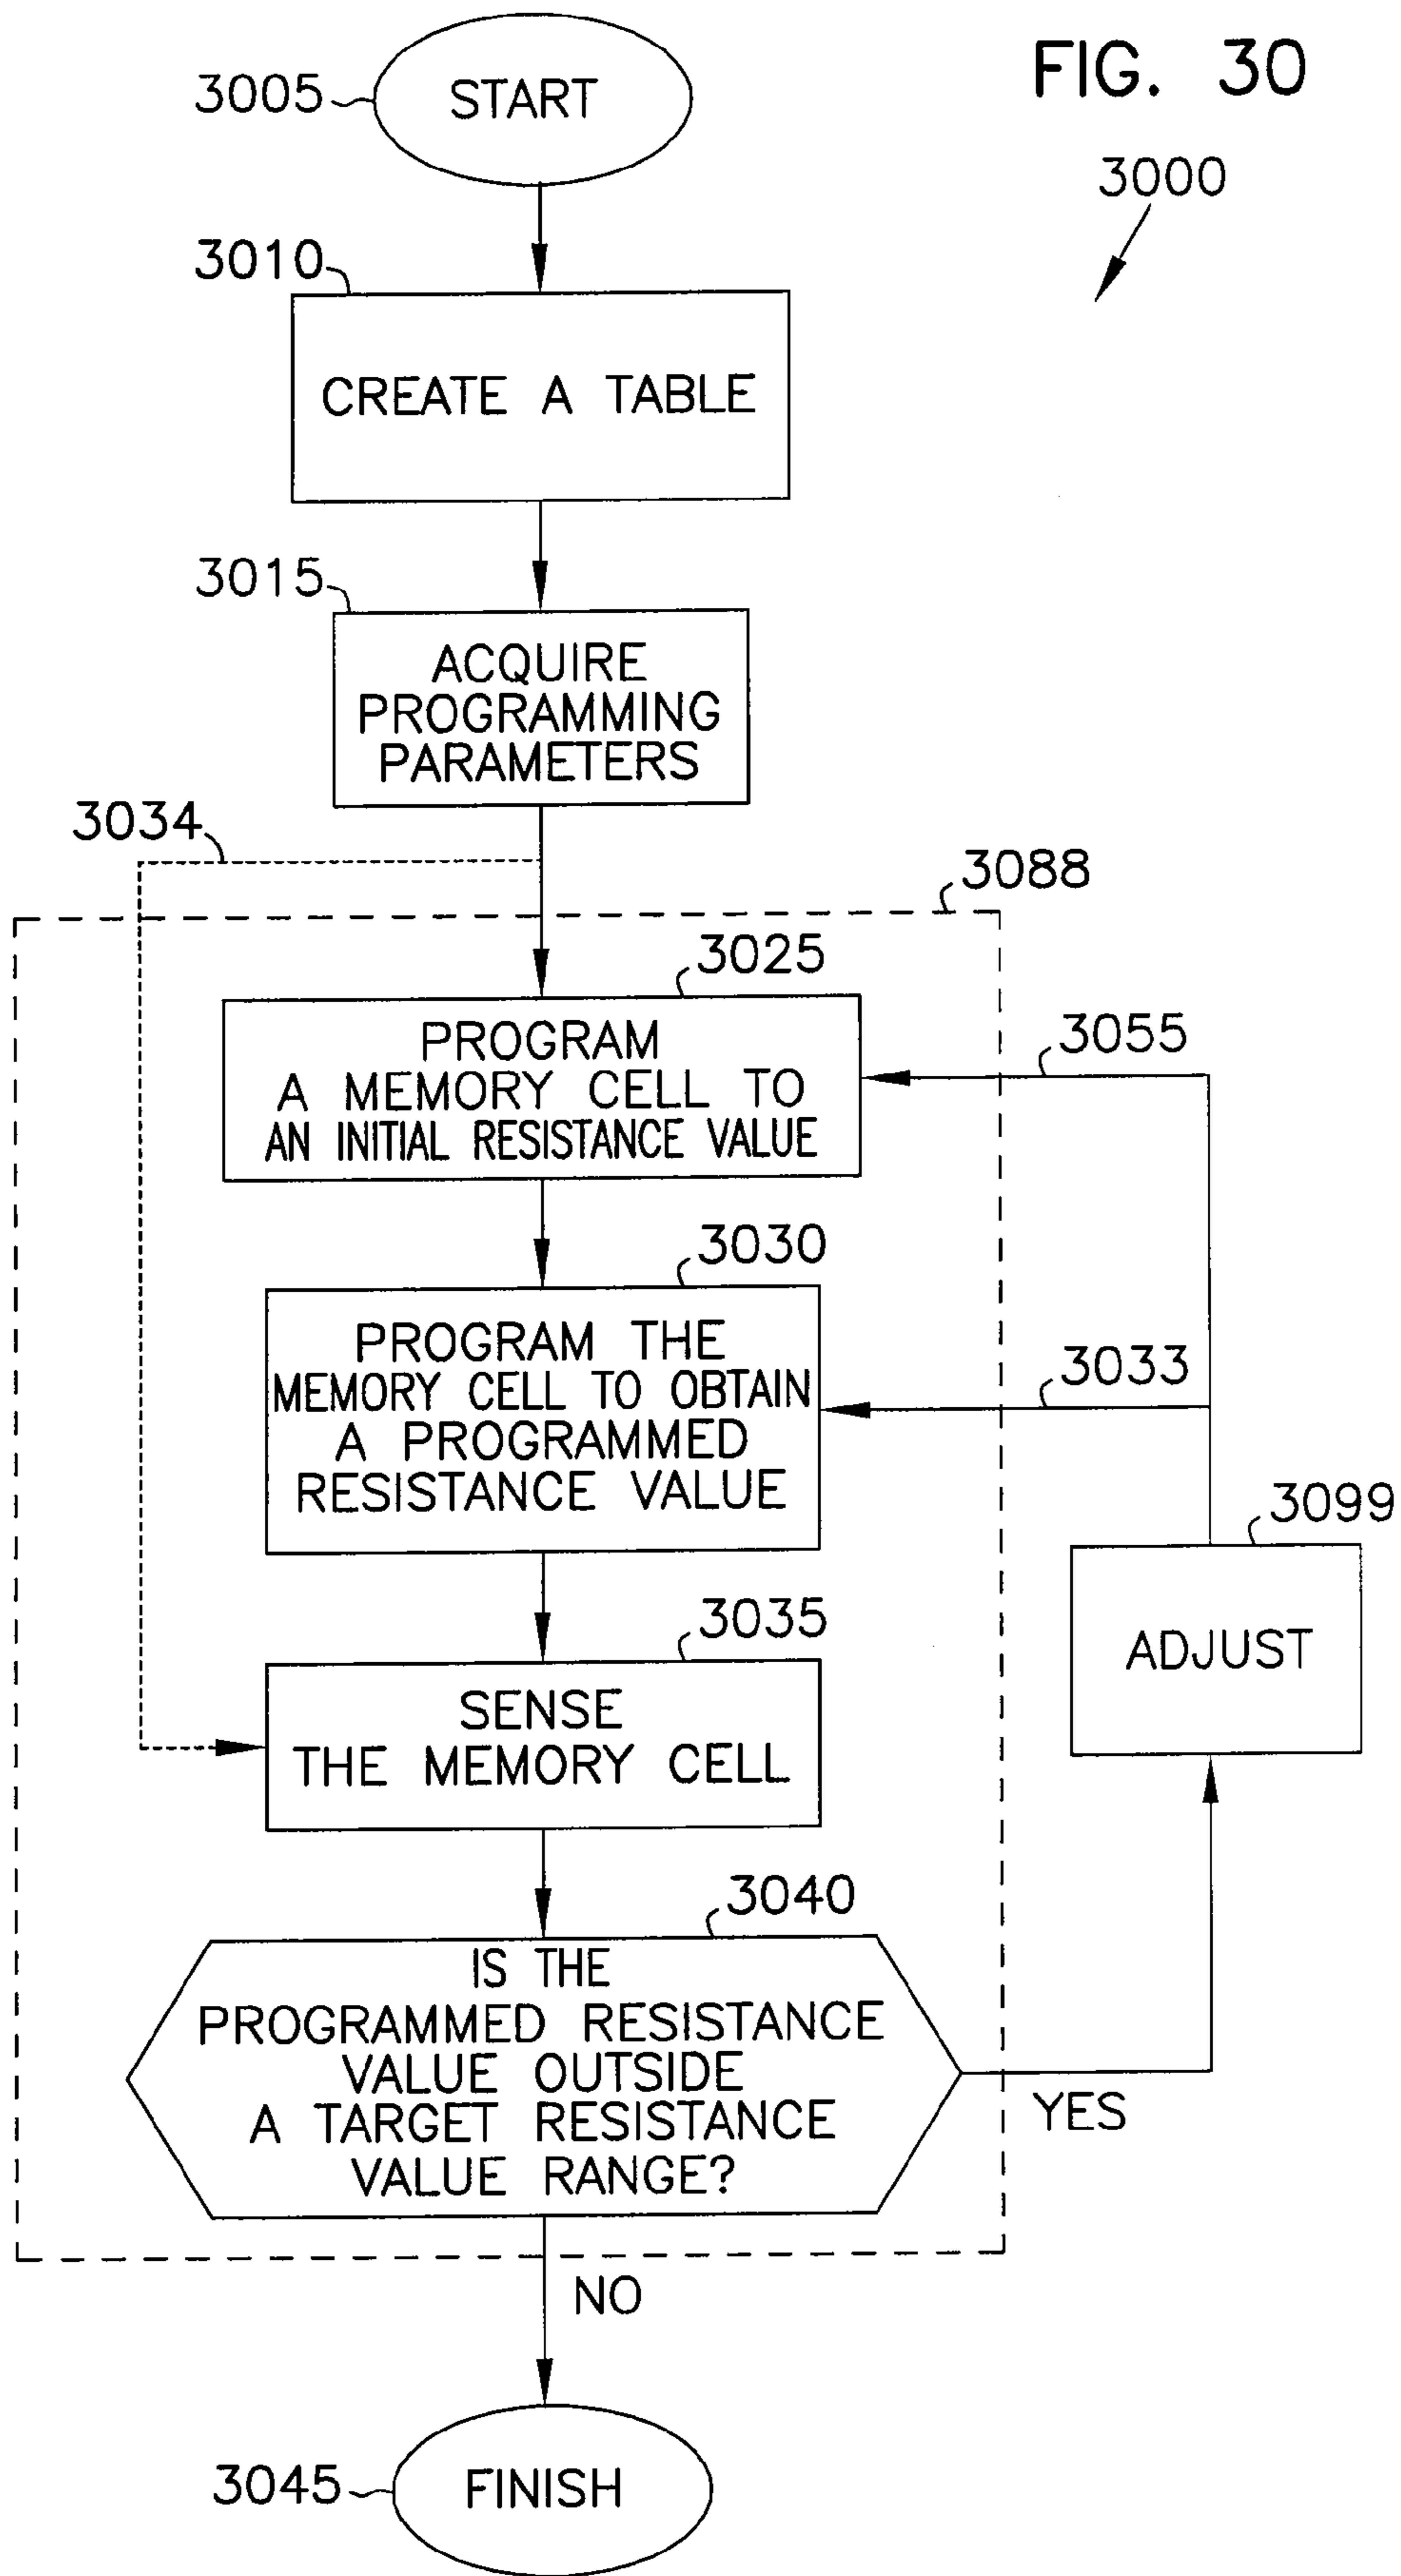 FIG. 30
3000
3005
START
3010
CREATE A TABLE
3015
ACQUIRE
PROGRAMMING
PARAMETERS
3034
3088
3025
PROGRAM
A MEMORY CELL TO
AN INITIAL RESISTANCE VALUE
3055
3030
PROGRAM THE
MEMORY CELL TO OBTAIN
A PROGRAMMED
RESISTANCE VALUE
3033
3099
ADJUST
3035
SENSE
THE MEMORY CELL
3040
IS THE
PROGRAMMED RESISTANCE
VALUE OUTSIDE
A TARGET RESISTANCE
VALUE RANGE?
YES
NO
3045
FINISH